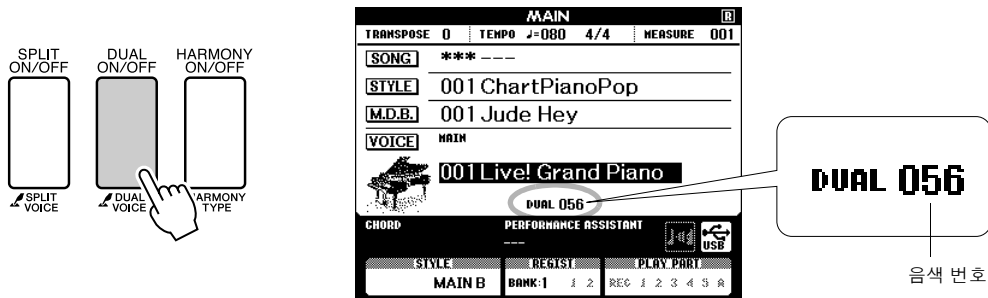 SPLIT ON/OFF
DUAL ON/OFF
HARMONY ON/OFF
SPLIT VOICE
DUAL VOICE
ARMONY TYPE
MAIN R
TRANSPOSE 0 TEMPO ♩=080 4/4 MEASURE 001
SONG *** ---
STYLE 001 ChartPianoPop
M.D.B. 001 Jude Hey
VOICE MAIN
001 Live! Grand Piano
DUAL 056
CHORD PERFORMANCE ASSISTANT
---
USB
STYLE REGIST PLAY PART
MAIN B BANK:1 1 2 REC 1 2 3 4 5 A
DUAL 056
음색 번호